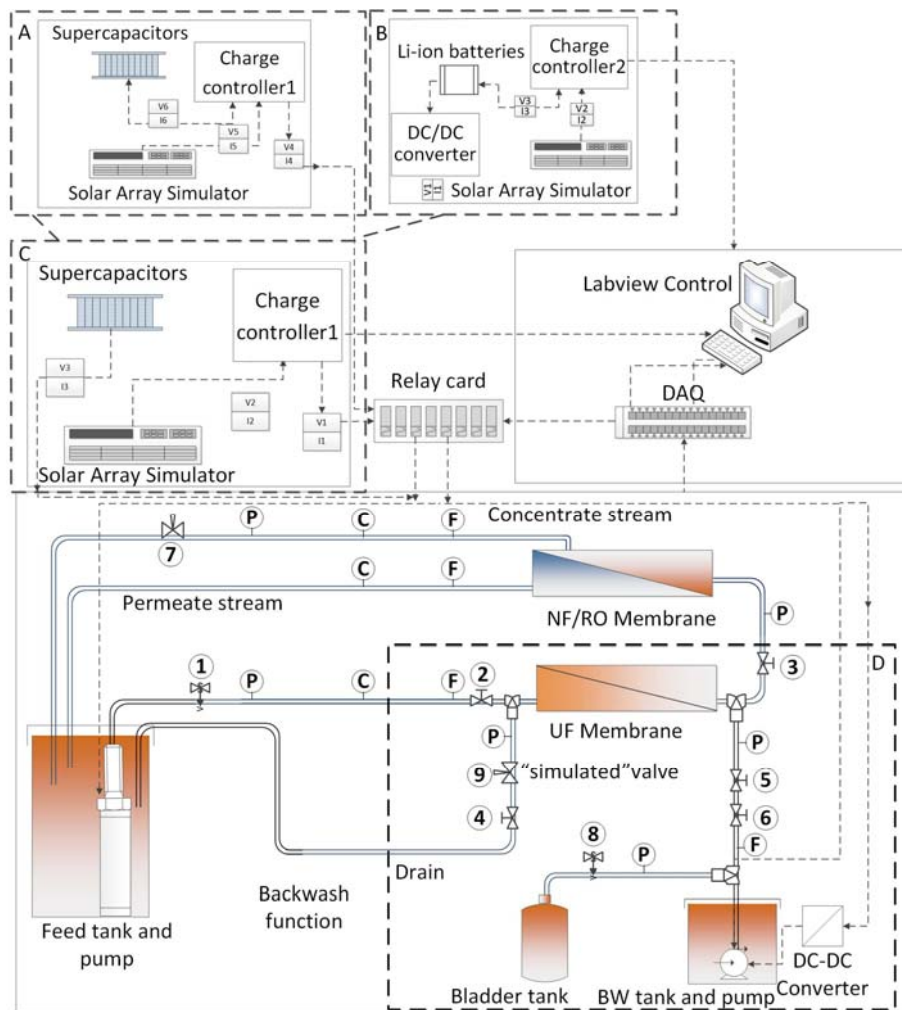 A
Supercapacitors
Charge
controller1
V6
I6
V5
I5
V4
I4
Solar Array Simulator
B
Li-ion batteries
Charge
controller2
V3
I3
V2
I2
DC/DC
converter
V1
I1
Solar Array Simulator
C
Supercapacitors
Charge
controller1
V3
I3
V2
I2
V1
I1
Solar Array Simulator
Labview Control
Relay card
DAQ
Concentrate stream
P
C
F
7
C
F
Permeate stream
NF/RO Membrane
P
1
P
C
F
2
3
D
UF Membrane
P
P
9
"simulated"valve
5
4
6
8
F
P
Drain
Backwash
function
Feed tank and
pump
Bladder tank
BW tank and pump
DC-DC
Converter